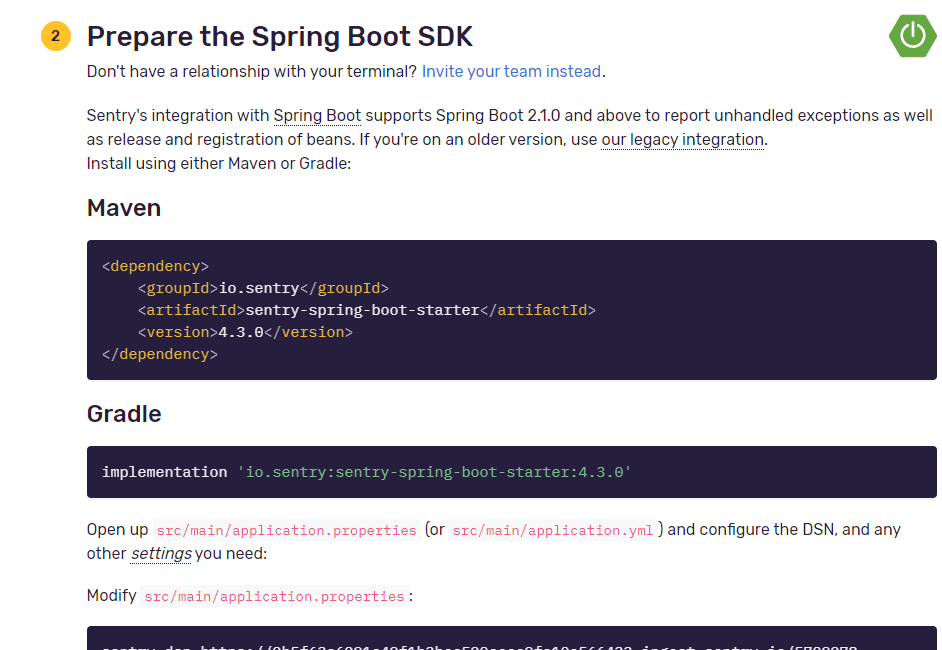 2 Prepare the Spring Boot SDK
Don't have a relationship with your terminal? Invite your team instead.
Sentry's integration with Spring Boot supports Spring Boot 2.1.0 and above to report unhandled exceptions as well
as release and registration of beans. If you're on an older version, use our legacy integration.
Install using either Maven or Gradle:
Maven
<dependency>
    <groupId>io.sentry</groupId>
    <artifactId>sentry-spring-boot-starter</artifactId>
    <version>4.3.0</version>
</dependency>
Gradle
implementation 'io.sentry:sentry-spring-boot-starter:4.3.0'
Open up src/main/application.properties (or src/main/application.yml) and configure the DSN, and any
other settings you need:
Modify src/main/application.properties: